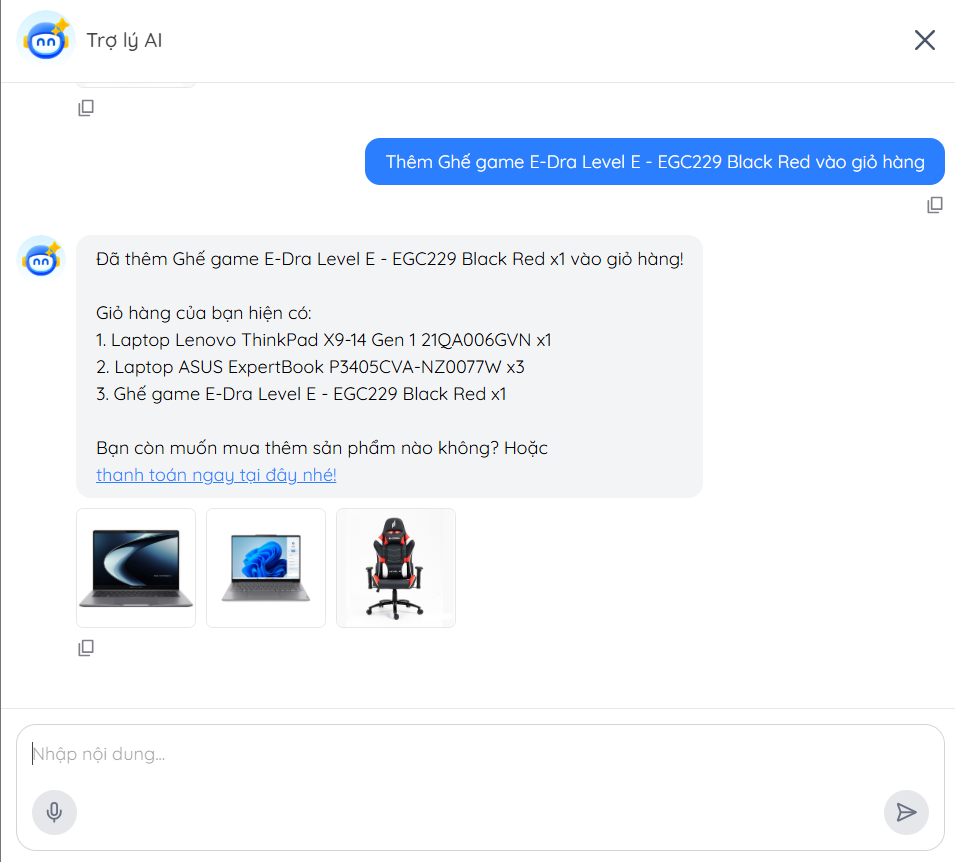 Trợ lý AI
Thêm Ghế game E-Dra Level E - EGC229 Black Red vào giỏ hàng
Đã thêm Ghế game E-Dra Level E - EGC229 Black Red x1 vào giỏ hàng!
Giỏ hàng của bạn hiện có:
1. Laptop Lenovo ThinkPad X9-14 Gen 1 21QA006GVN x1
2. Laptop ASUS ExpertBook P3405CVA-NZ0077W x3
3. Ghế game E-Dra Level E - EGC229 Black Red x1
Bạn còn muốn mua thêm sản phẩm nào không? Hoặc
thanh toán ngay tại đây nhé!
Nhập nội dung...